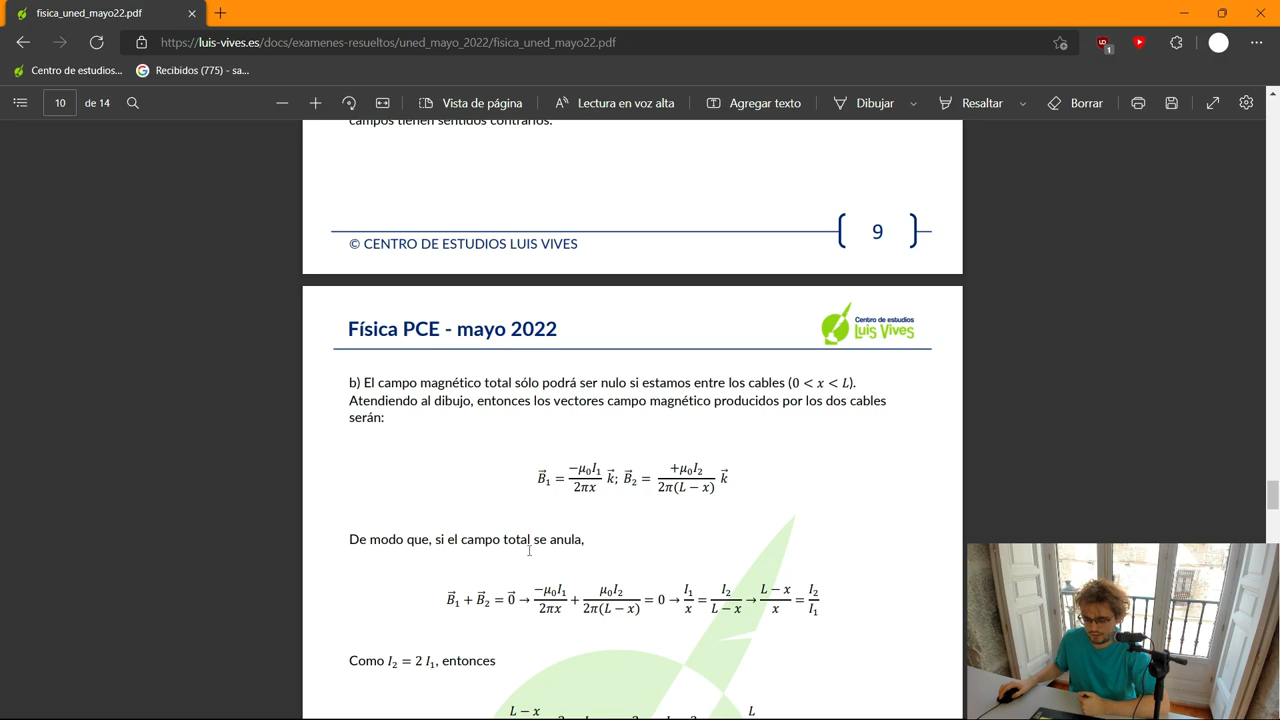 fisica_uned_mayo22.pdf
https://luis-vives.es/docs/examenes-resueltos/uned_mayo_2022/fisica_uned_mayo22.pdf
1
Centro de estudios...
Recibidos (775) - sa...
10 de 14
Vista de página
Lectura en voz alta
Agregar texto
Dibujar
Resaltar
Borrar
campos tienen sentidos contrarios.
© CENTRO DE ESTUDIOS LUIS VIVES
9
Física PCE - mayo 2022
Centro de estudios
Luis Vives
b) El campo magnético total sólo podrá ser nulo si estamos entre los cables (0 < x < L).
Atendiendo al dibujo, entonces los vectores campo magnético producidos por los dos cables
serán:
B⃗₁ = −μ₀I₁/2πx k⃗; B⃗₂ = +μ₀I₂/2π(L − x) k⃗
De modo que, si el campo total se anula,
B⃗₁ + B⃗₂ = 0⃗ → −μ₀I₁/2πx + μ₀I₂/2π(L − x) = 0 → I₁/x = I₂/L − x → L − x/x = I₂/I₁
Como I₂ = 2 I₁, entonces
L − x
L